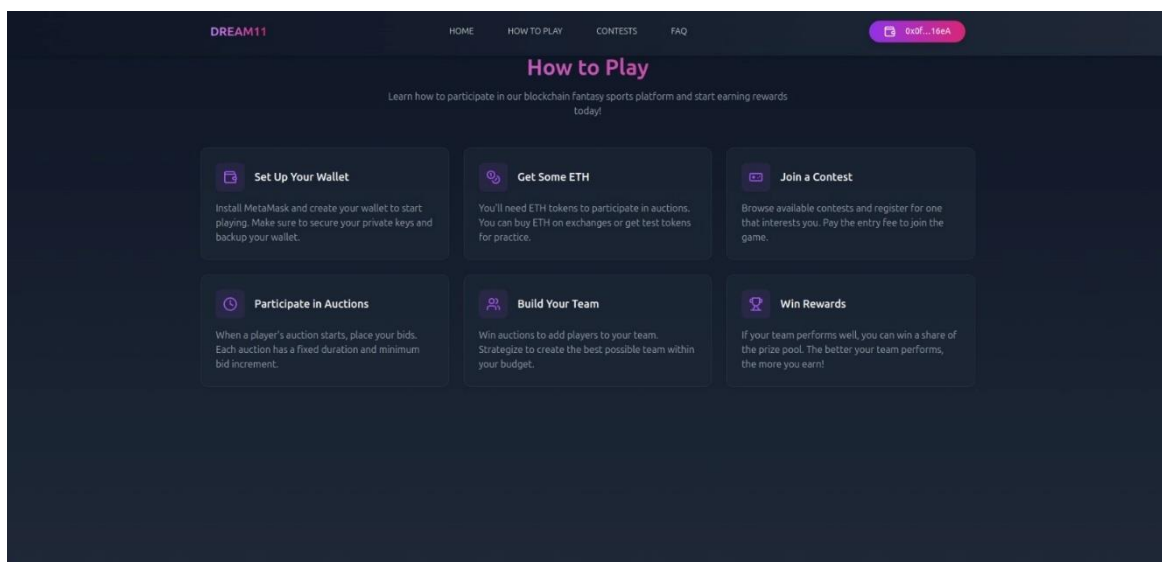 DREAM11
HOME
HOW TO PLAY
CONTESTS
FAQ
0x0f...16eA
How to Play
Learn how to participate in our blockchain fantasy sports platform and start earning rewards
today!
Set Up Your Wallet
Install MetaMask and create your wallet to start
playing. Make sure to secure your private keys and
backup your wallet.
Get Some ETH
You'll need ETH tokens to participate in auctions.
You can buy ETH on exchanges or get test tokens
for practice.
Join a Contest
Browse available contests and register for one
that interests you. Pay the entry fee to join the
game.
Participate in Auctions
When a player's auction starts, place your bids.
Each auction has a fixed duration and minimum
bid increment.
Build Your Team
Win auctions to add players to your team.
Strategize to create the best possible team within
your budget.
Win Rewards
If your team performs well, you can win a share of
the prize pool. The better your team performs,
the more you earn!